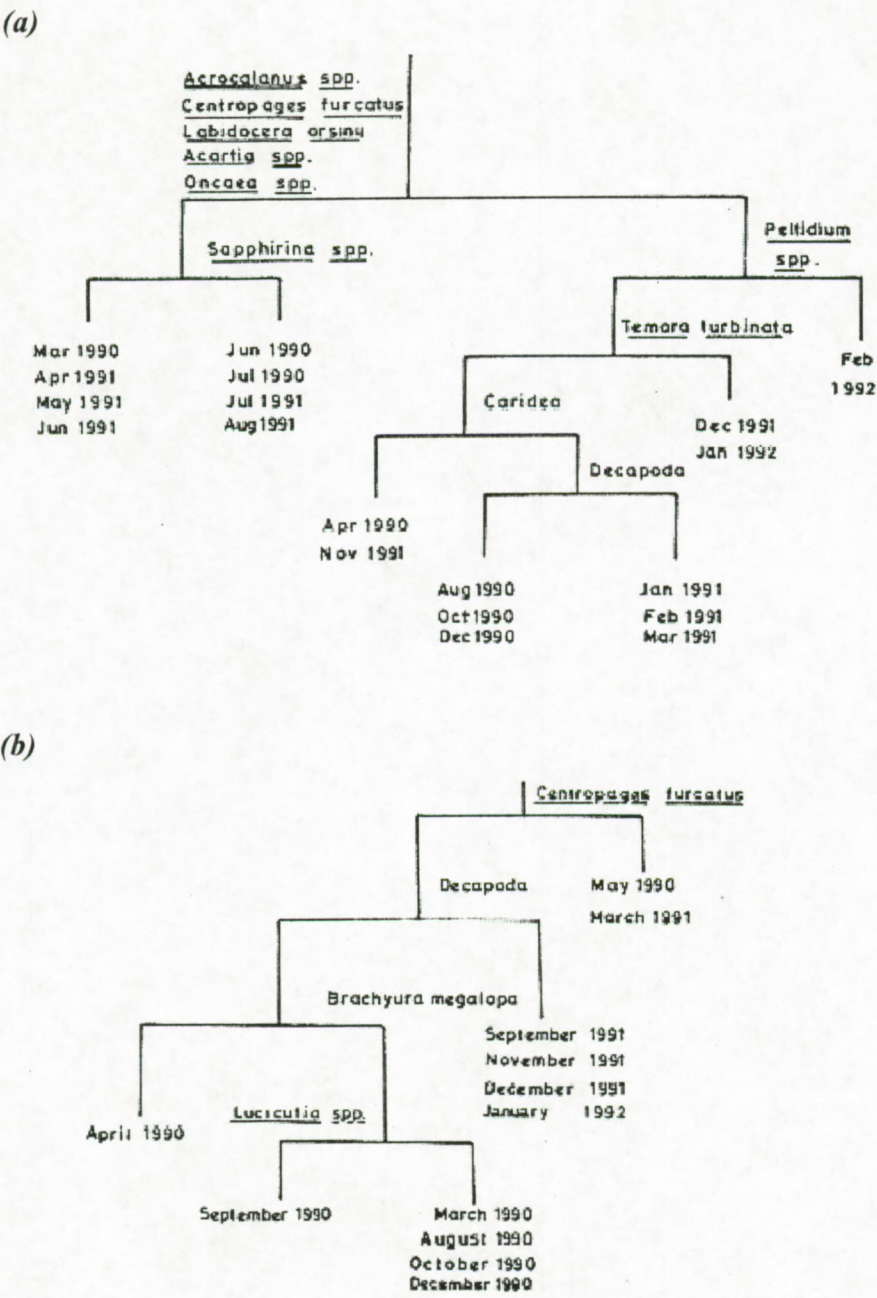 (a)
Acrocalanus spp.
Centropages furcatus
Labidocera orsinii
Acartia spp.
Oncaea spp.
Peltidium
spp.
Sapphirina spp.
Temora turbinata
Mar 1990
Apr 1991
May 1991
Jun 1991
Jun 1990
Jul 1990
Jul 1991
Aug 1991
Feb
1992
Caridea
Dec 1991
Jan 1992
Decapoda
Apr 1990
Nov 1991
Aug 1990
Oct 1990
Dec 1990
Jan 1991
Feb 1991
Mar 1991
(b)
Centropages furcatus
Decapoda
May 1990
March 1991
Brachyura megalopa
September 1991
November 1991
December 1991
January 1992
April 1990
Lucicutia spp.
September 1990
March 1990
August 1990
October 1990
December 1990